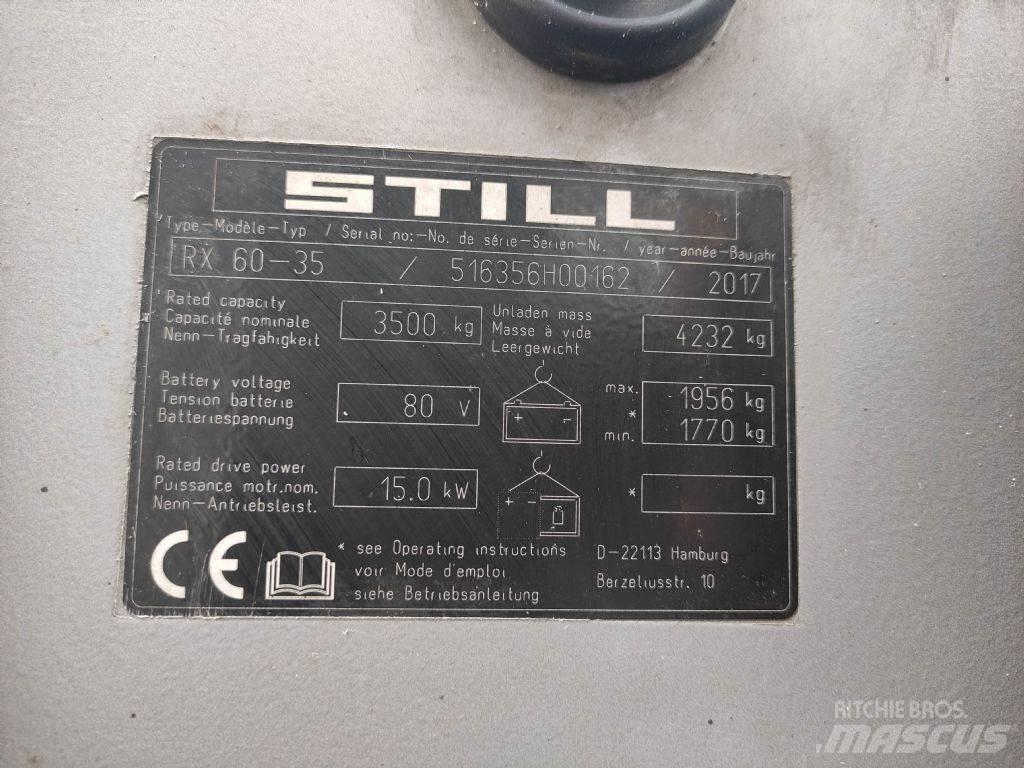 STILL
Type-Modèle-Typ / Serial no:-No. de série-Serien-Nr. / year-année-Baujahr
RX 60-35 / 516356H00162 / 2017
Rated capacity
Capacité nominale
Nenn-Tragfähigkeit
3500 kg
Unladen mass
Masse à vide
Leergewicht
4232 kg
Battery voltage
Tension batterie
Batteriespannung
80 V
+ -
max.
*
min.
1956 kg
1770 kg
Rated drive power
Puissance motr.nom.
Nenn-Antriebsleist.
15.0 kW
+ -
* kg
CE
* see Operating instructions
voir Mode d'emploi
siehe Betriebsanleitung
D-22113 Hamburg
Berzeliusstr. 10
RITCHIE BROS.
MASCUS